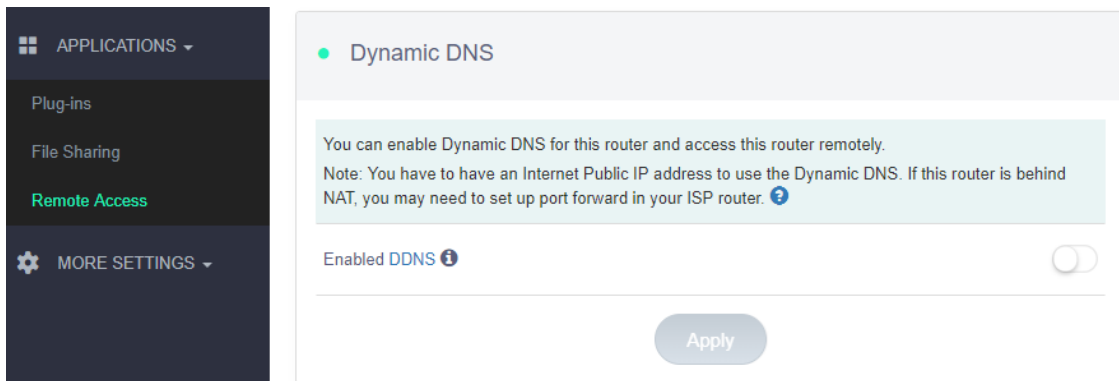 APPLICATIONS
Plug-ins
File Sharing
Remote Access
MORE SETTINGS
Dynamic DNS
You can enable Dynamic DNS for this router and access this router remotely.
Note: You have to have an Internet Public IP address to use the Dynamic DNS. If this router is behind
NAT, you may need to set up port forward in your ISP router.
Enabled DDNS
Apply